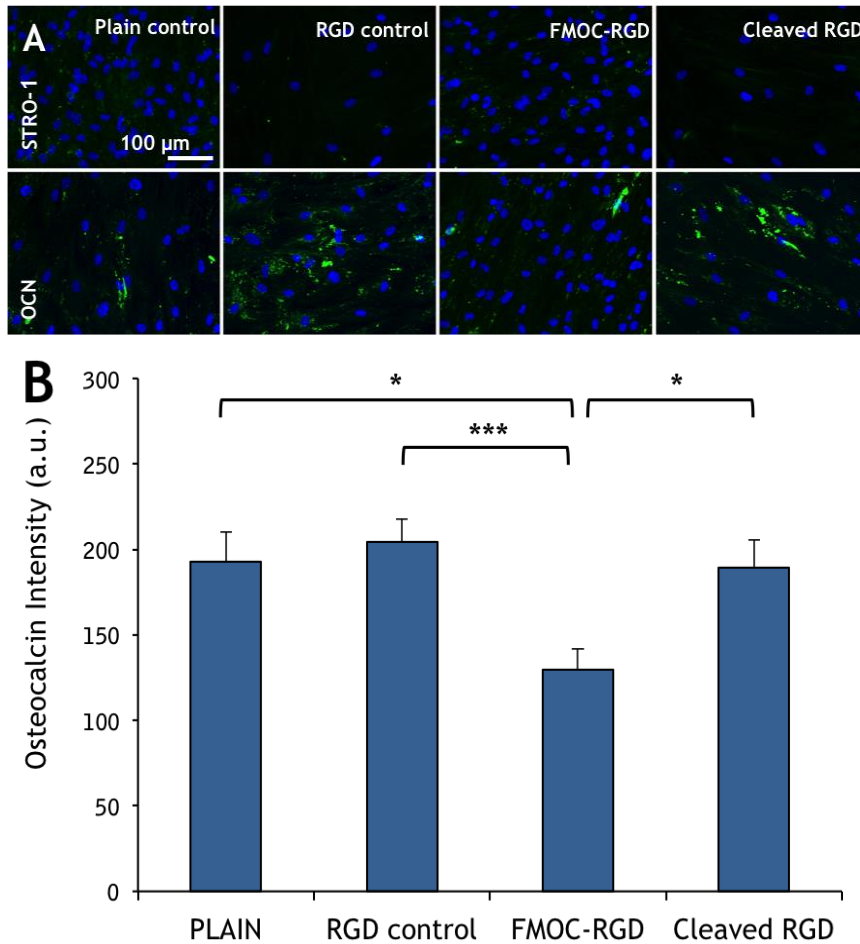 A
Plain control
RGD control
FMOC-RGD
Cleaved RGD
STRO-1
100 µm
OCN
B
Osteocalcin Intensity (a.u.)
300
250
200
150
100
50
0
*
*
***
PLAIN
RGD control
FMOC-RGD
Cleaved RGD